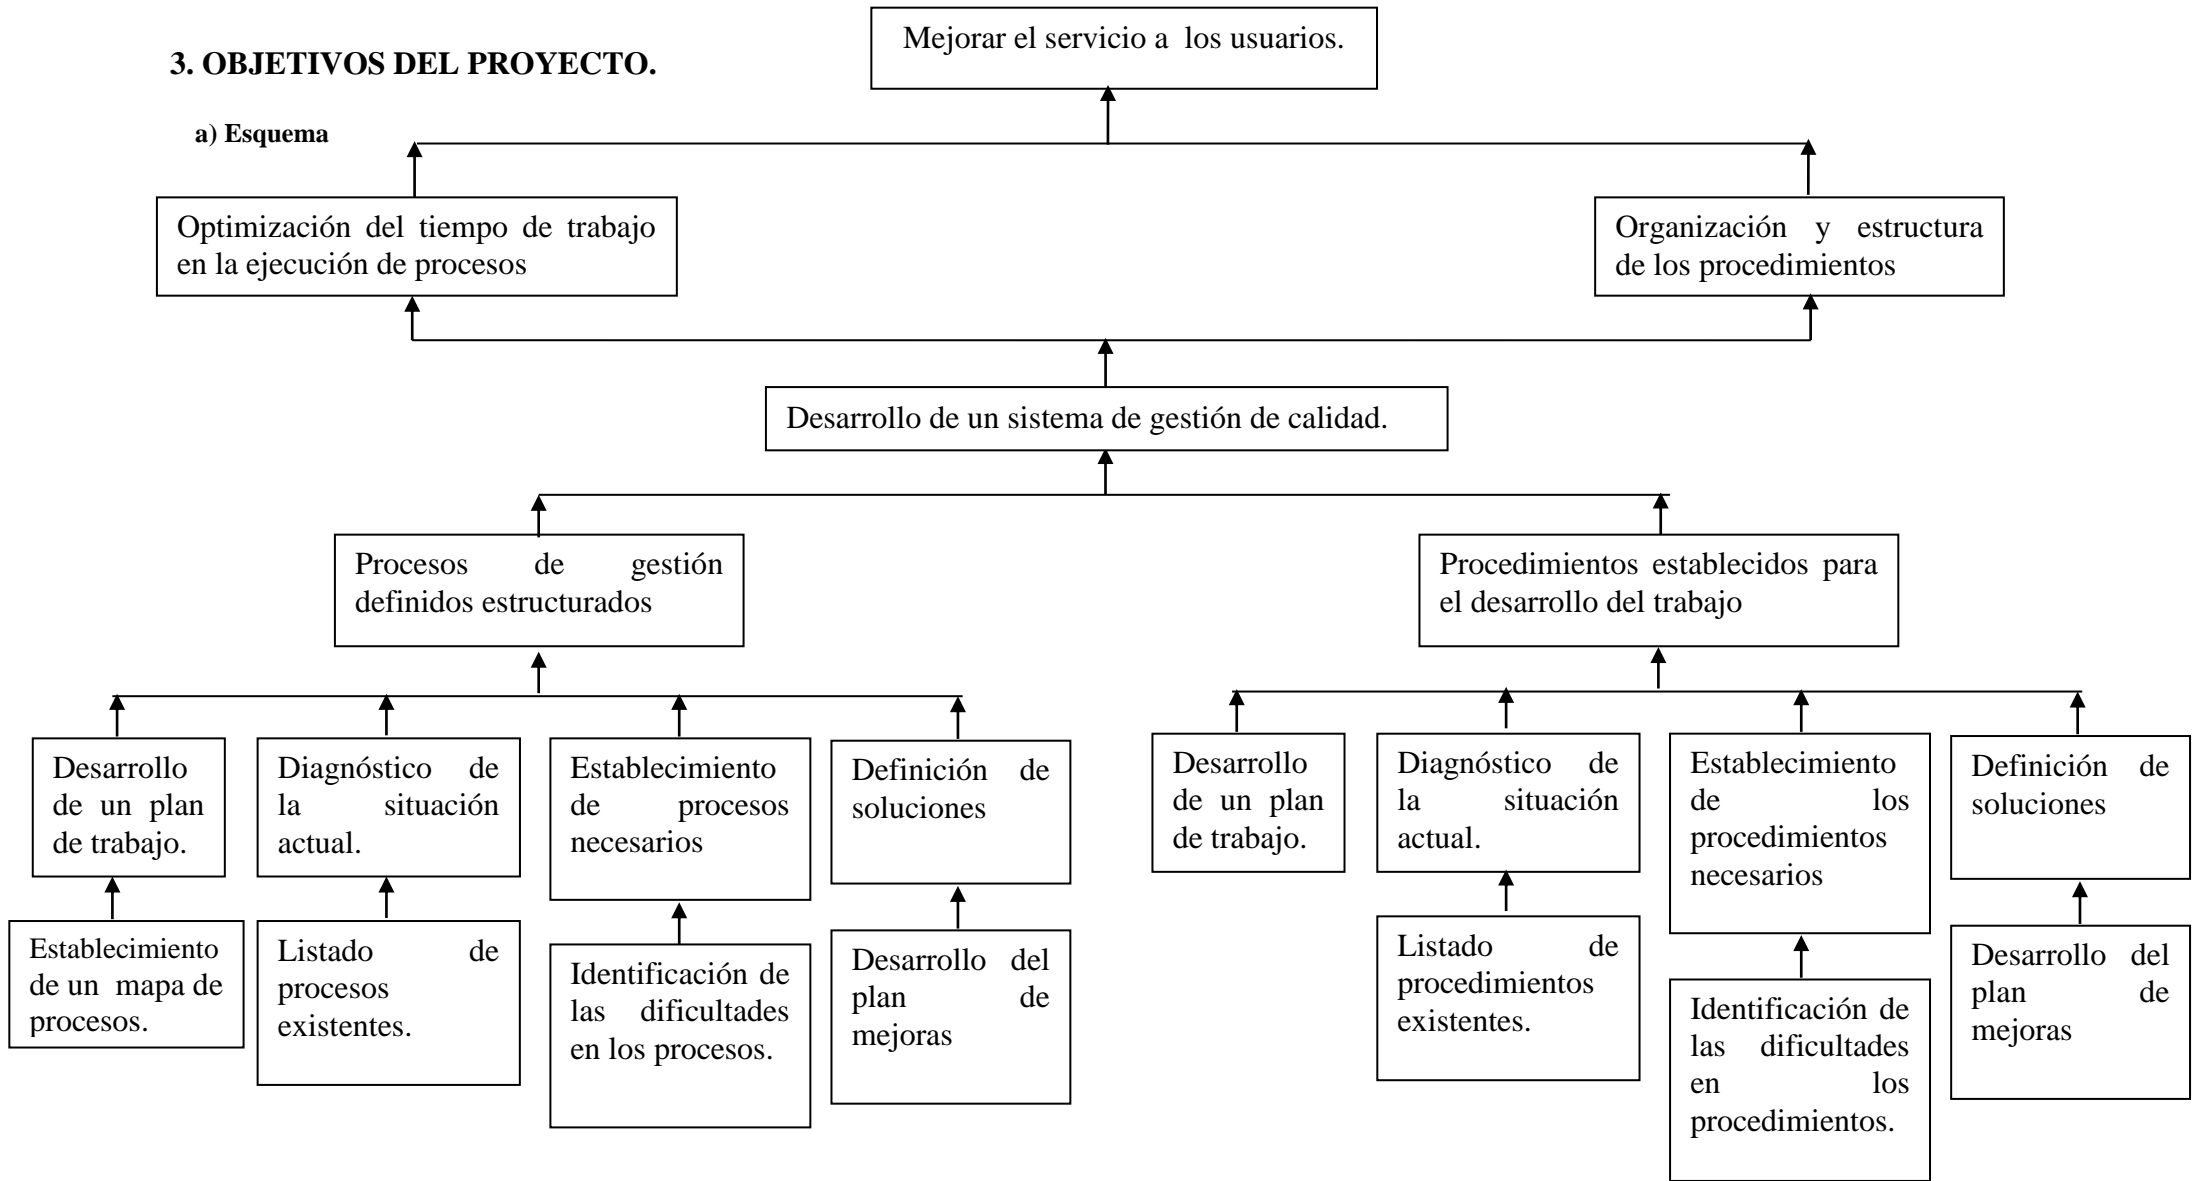 3. OBJETIVOS DEL PROYECTO.
a) Esquema
Mejorar el servicio a los usuarios.
Optimización del tiempo de trabajo
en la ejecución de procesos
Organización y estructura
de los procedimientos
Desarrollo de un sistema de gestión de calidad.
Procesos de gestión
definidos estructurados
Procedimientos establecidos para
el desarrollo del trabajo
Desarrollo
de un plan
de trabajo.
Diagnóstico de
la situación
actual.
Establecimiento
de procesos
necesarios
Definición de
soluciones
Desarrollo
de un plan
de trabajo.
Diagnóstico de
la situación
actual.
Establecimiento
de los
procedimientos
necesarios
Definición de
soluciones
Establecimiento
de un mapa de
procesos.
Listado de
procesos
existentes.
Identificación de
las dificultades
en los procesos.
Desarrollo del
plan de
mejoras
Listado de
procedimientos
existentes.
Identificación de
las dificultades
en los
procedimientos.
Desarrollo del
plan de
mejoras